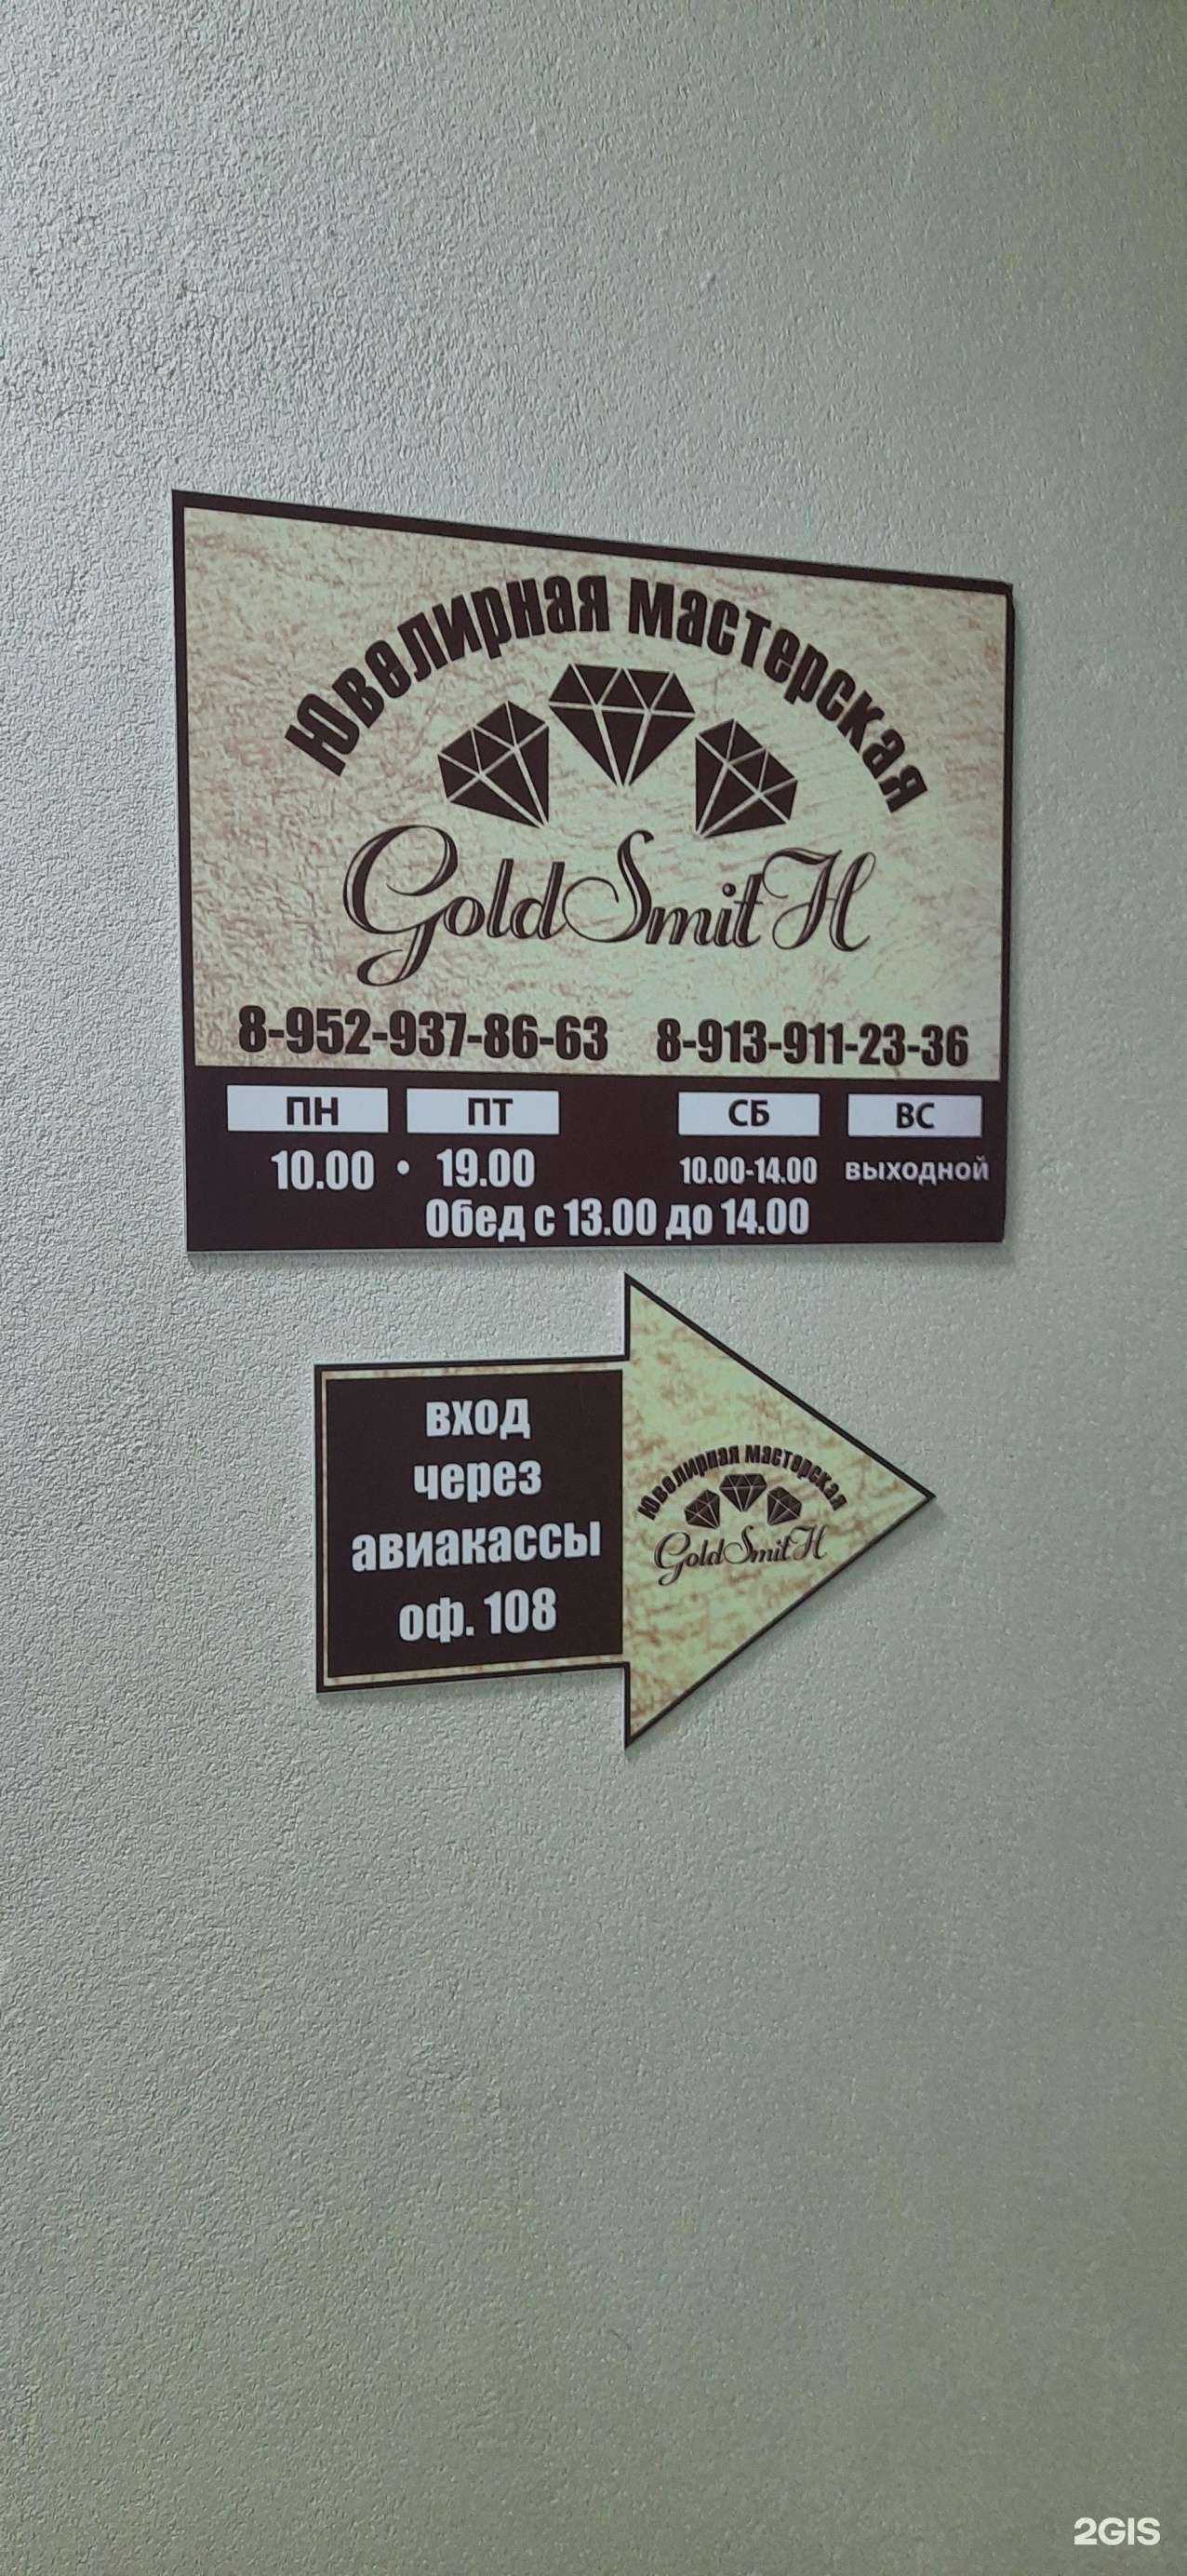 Ювелирная мастерская
GoldSmitH
8-952-937-86-63 8-913-911-23-36
ПН ПТ СБ ВС
10.00 • 19.00 10.00-14.00 выходной
Обед с 13.00 до 14.00
вход
через
авиакассы
оф. 108
Ювелирная мастерская
GoldSmitH
2GIS